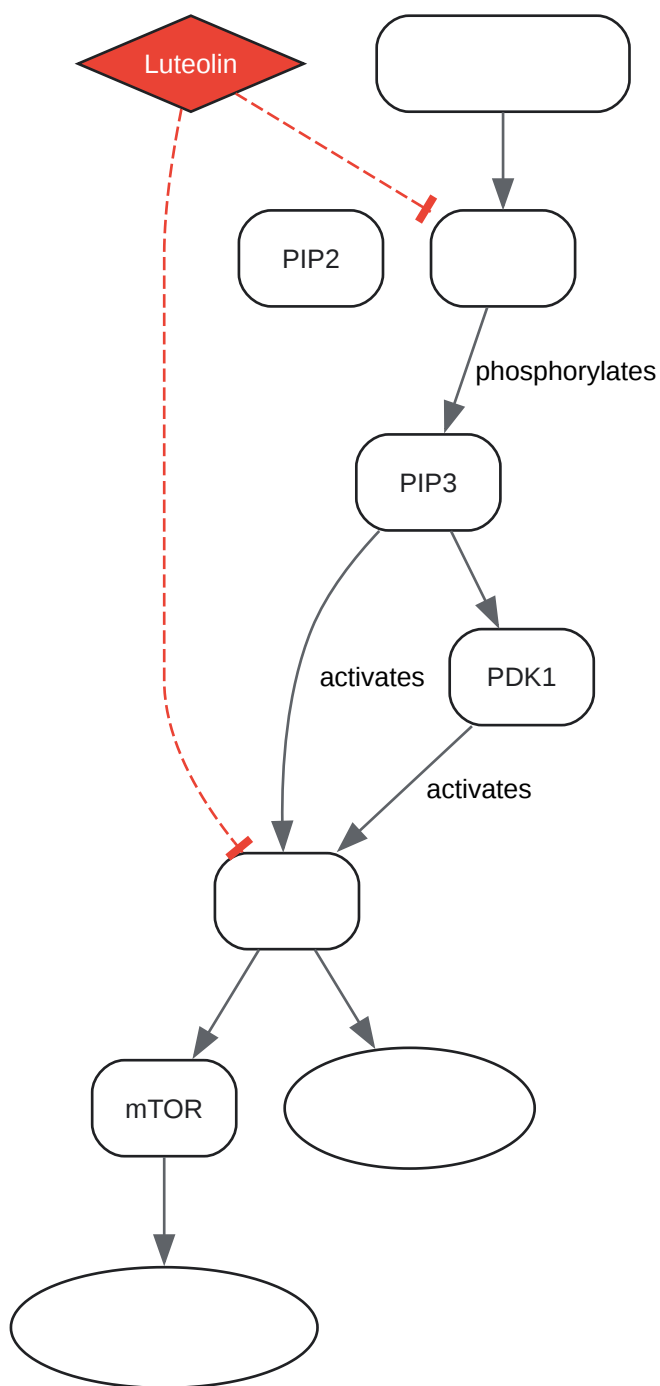 Luteolin
PIP2
phosphorylates
PIP3
activates
PDK1
activates
mTOR